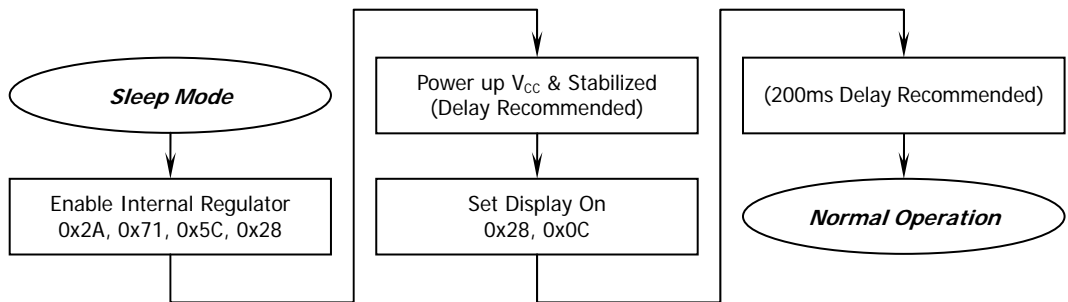 Sleep Mode
Enable Internal Regulator
0x2A, 0x71, 0x5C, 0x28
Power up VCC & Stabilized
(Delay Recommended)
Set Display On
0x28, 0x0C
(200ms Delay Recommended)
Normal Operation